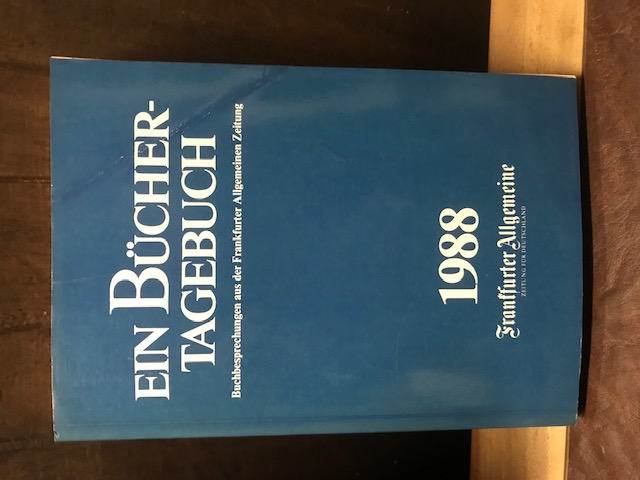 EIN BÜCHER-
TAGEBUCH
Buchbesprechungen aus der Frankfurter Allgemeinen Zeitung
1988
Frankfurter Allgemeine
ZEITUNG FÜR DEUTSCHLAND